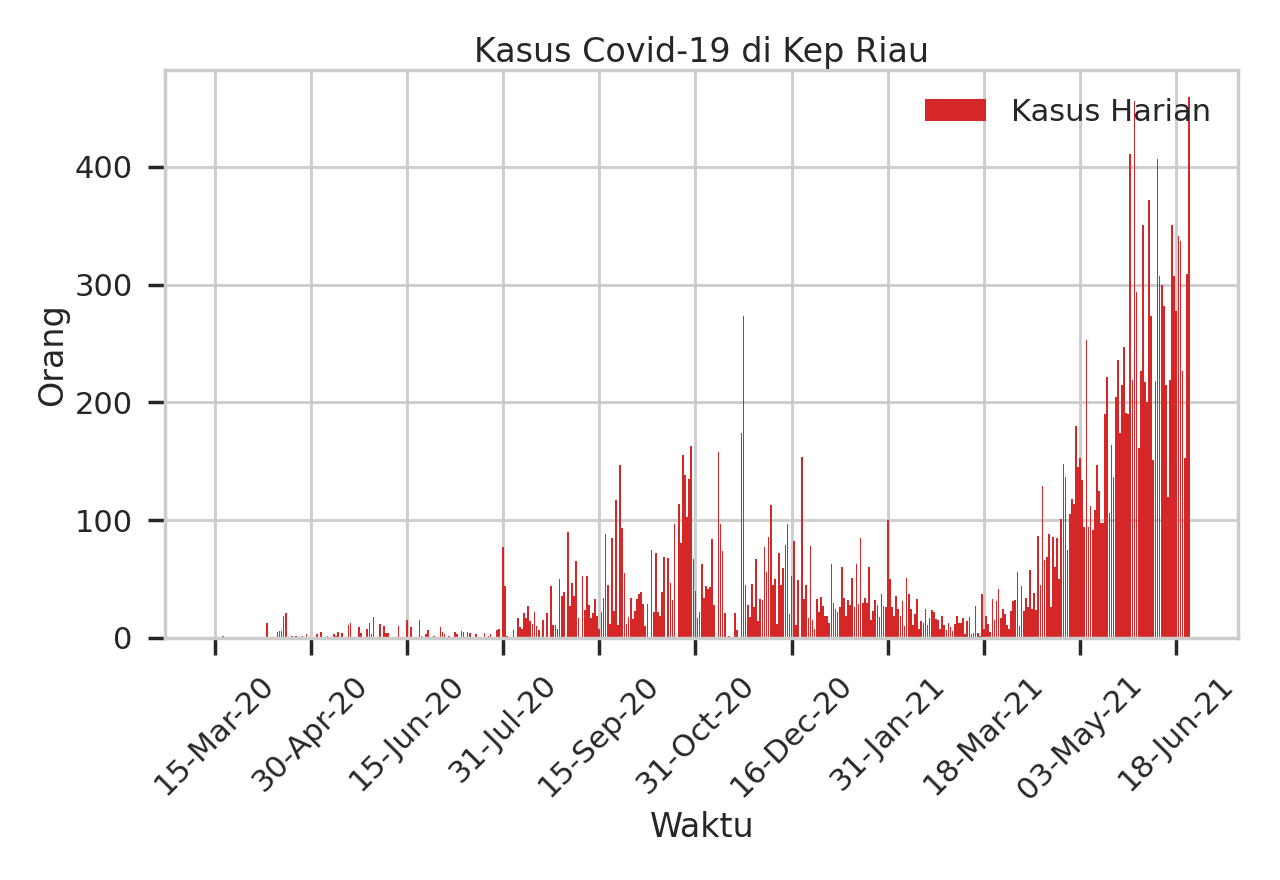 Kasus Covid-19 di Kep Riau
Kasus Harian
Orang
400
300
200
100
0
15-Mar-20
30-Apr-20
15-Jun-20
31-Jul-20
15-Sep-20
31-Oct-20
16-Dec-20
31-Jan-21
18-Mar-21
03-May-21
18-Jun-21
Waktu